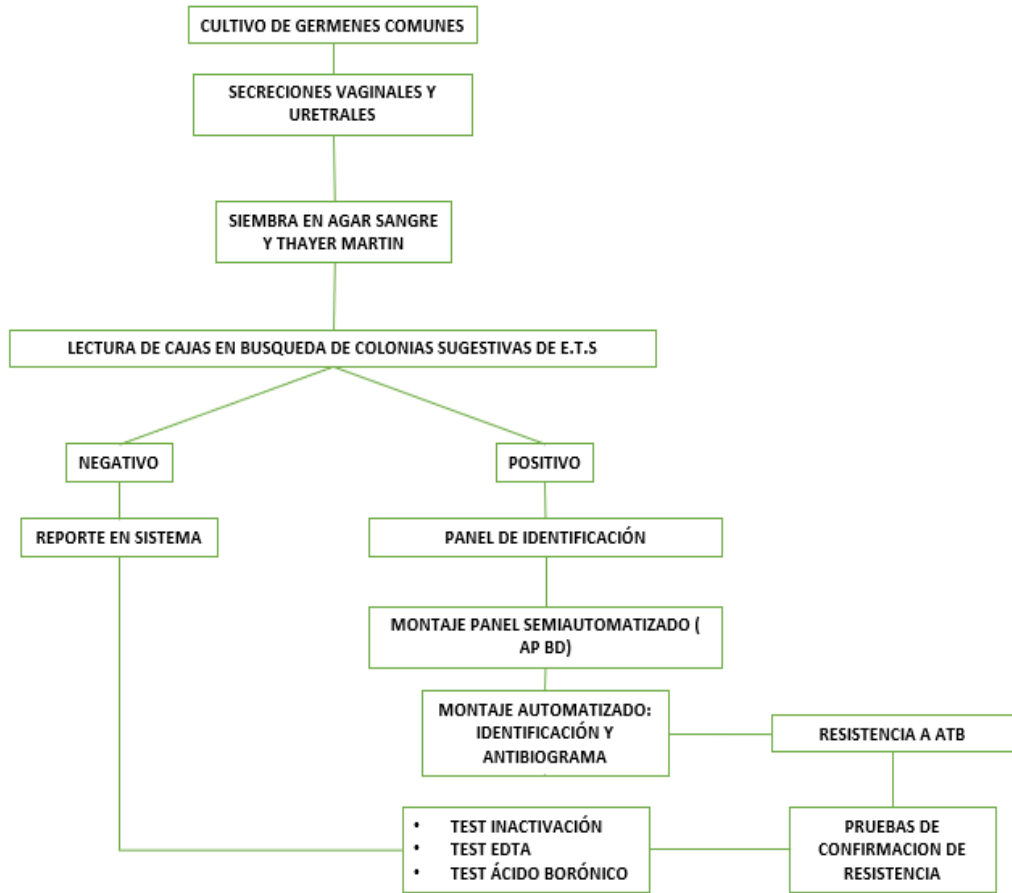 CULTIVO DE GERMENES COMUNES
SECRECIONES VAGINALES Y
URETRALES
SIEMBRA EN AGAR SANGRE
Y THAYER MARTIN
LECTURA DE CAJAS EN BUSQUEDA DE COLONIAS SUGESTIVAS DE E.T.S
NEGATIVO
POSITIVO
REPORTE EN SISTEMA
PANEL DE IDENTIFICACIÓN
MONTAJE PANEL SEMIAUTOMATIZADO (
AP BD)
MONTAJE AUTOMATIZADO:
IDENTIFICACIÓN Y
ANTIBIOGRAMA
RESISTENCIA A ATB
• TEST INACTIVACIÓN
• TEST EDTA
• TEST ÁCIDO BORÓNICO
PRUEBAS DE
CONFIRMACION DE
RESISTENCIA